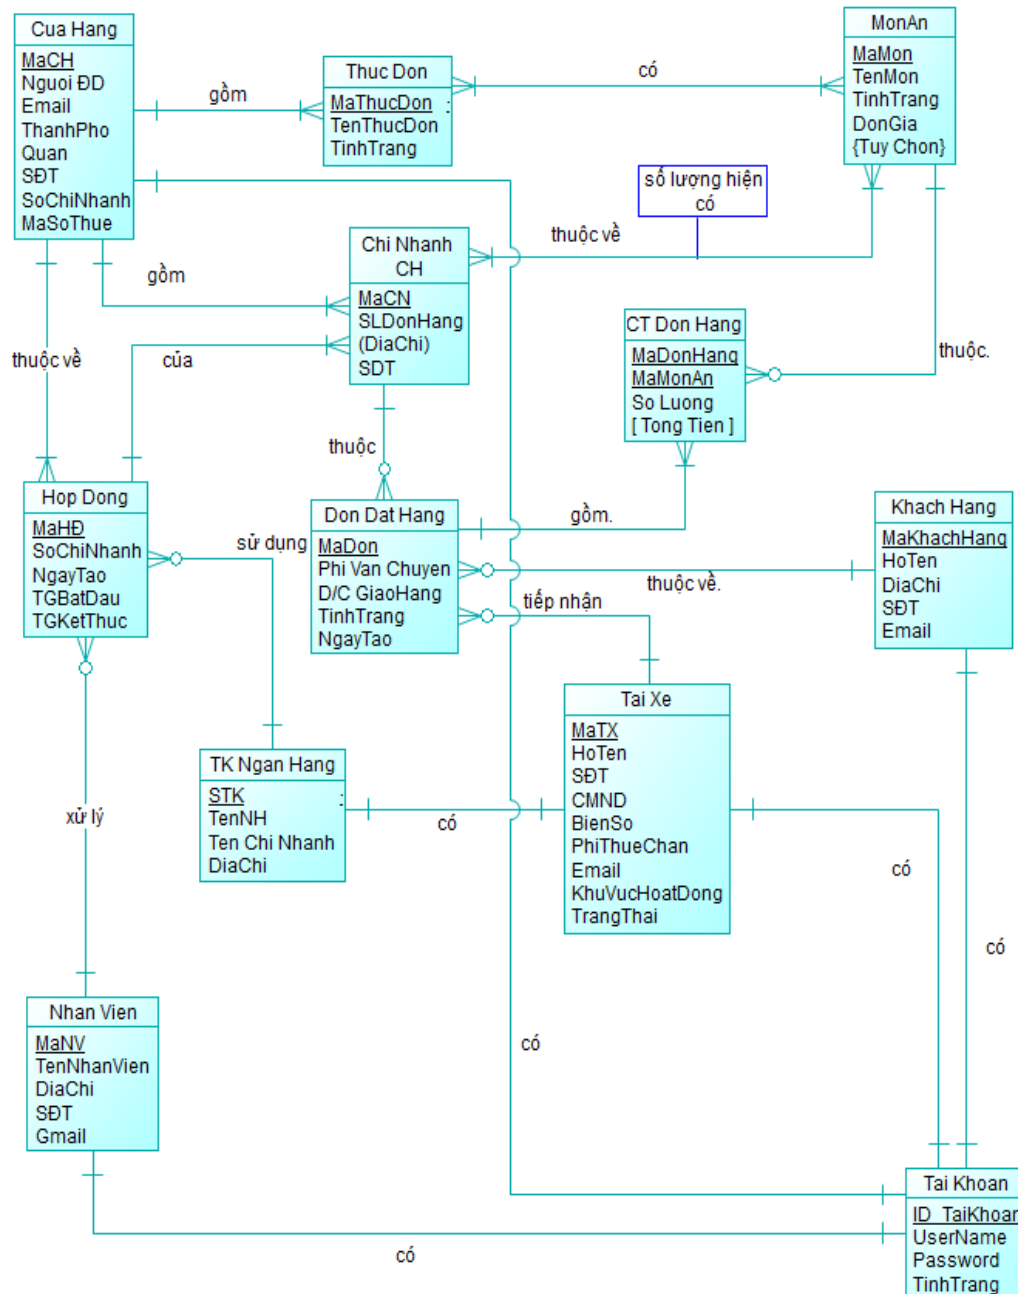 Cua Hang
MaCH
Nguoi ĐD
Email
ThanhPho
Quan
SĐT
SoChiNhanh
MaSoThue
gồm
Thuc Don
MaThucDon :
TenThucDon
TinhTrang
có
MonAn
MaMon
TenMon
TinhTrang
DonGia
{Tuy Chon}
số lượng hiện
có
thuộc về
Chi Nhanh
CH
MaCN
SLDonHang
(DiaChi)
SDT
gồm
thuộc về
của
CT Don Hang
MaDonHang
MaMonAn
So Luong
[ Tong Tien ]
thuộc.
thuộc
Hop Dong
MaHĐ
SoChiNhanh
NgayTao
TGBatDau
TGKetThuc
sử dụng
Don Dat Hang
MaDon
Phi Van Chuyen
D/C GiaoHang
TinhTrang
NgayTao
gồm.
thuộc về.
tiếp nhận
Khach Hang
MaKhachHang
HoTen
DiaChi
SĐT
Email
Tai Xe
MaTX
HoTen
SĐT
CMND
BienSo
PhiThueChan
Email
KhuVucHoatDong
TrangThai
TK Ngan Hang
STK :
TenNH
Ten Chi Nhanh
DiaChi
có
xử lý
có
có
Nhan Vien
MaNV
TenNhanVien
DiaChi
SĐT
Gmail
có
có
Tai Khoan
ID_TaiKhoan
UserName
Password
TinhTrang